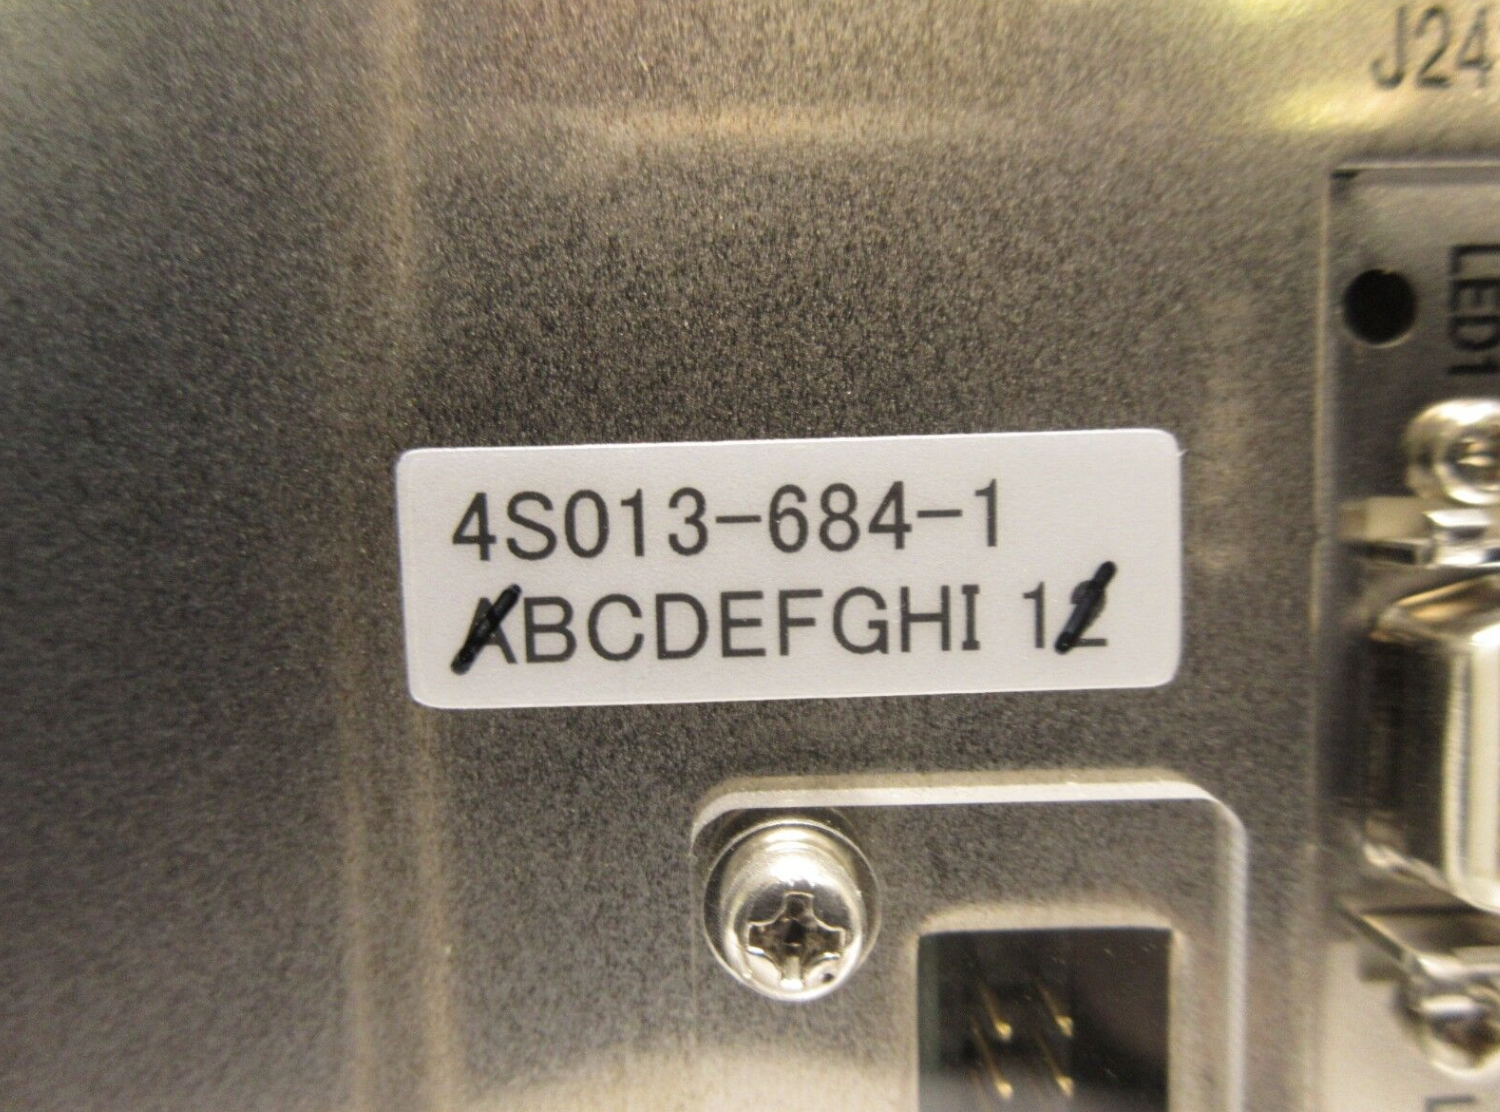 J24
LED1
4S013-684-1
ABCDEFGHI 12